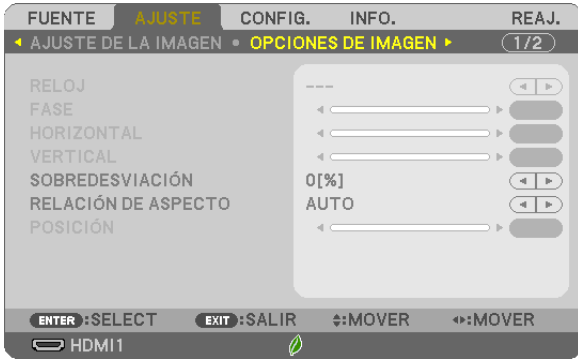 FUENTE AJUSTE CONFIG. INFO. REAJ.
AJUSTE DE LA IMAGEN • OPCIONES DE IMAGEN 1/2
RELOJ ---
FASE
HORIZONTAL
VERTICAL
SOBREDESVIACIÓN 0[%]
RELACIÓN DE ASPECTO AUTO
POSICIÓN
ENTER :SELECT EXIT :SALIR :MOVER :MOVER
HDMI1